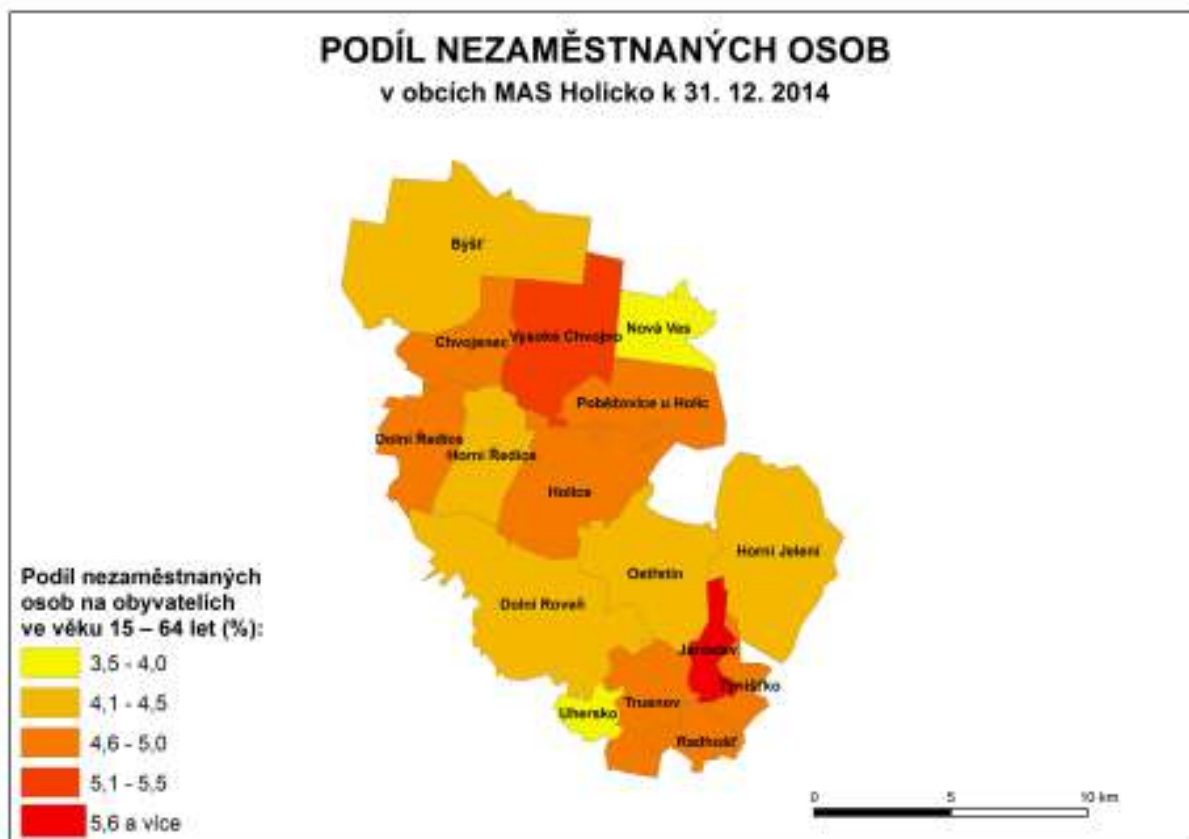 PODÍL NEZAMĚSTNANÝCH OSOB
v obcích MAS Holicko k 31. 12. 2014
Býšť
Vysoké Chvojno
Nová Ves
Chvojenec
Poběžovice u Holic
Dolní Ředice
Horní Ředice
Holice
Horní Jelení
Ostřetín
Dolní Roveň
Jaroslav
Týnišťko
Trusnov
Uhersko
Radhošť
Podíl nezaměstnaných
osob na obyvatelích
ve věku 15 – 64 let (%):
3,5 - 4,0
4,1 - 4,5
4,6 - 5,0
5,1 - 5,5
5,6 a více
0 5 10 km